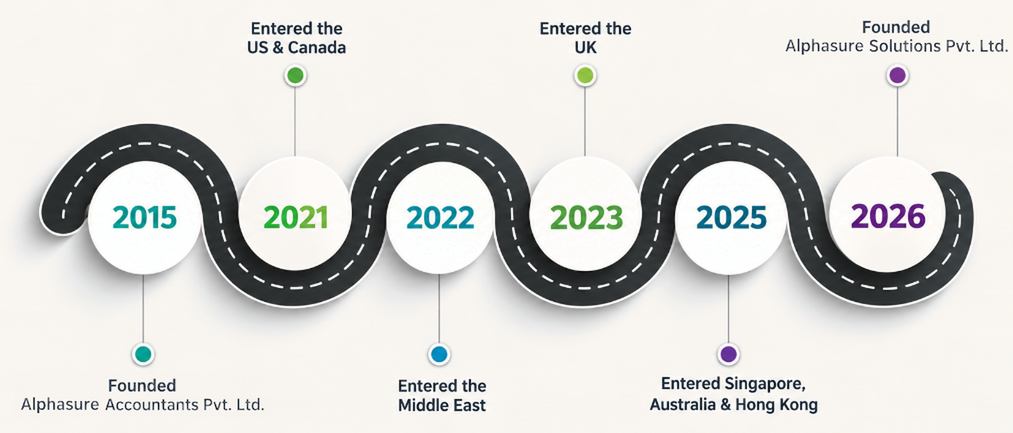 Entered the
US & Canada
Entered the
UK
Founded
Alphasure Solutions Pvt. Ltd.
2015
2021
2022
2023
2025
2026
Founded
Alphasure Accountants Pvt. Ltd.
Entered the
Middle East
Entered Singapore,
Australia & Hong Kong